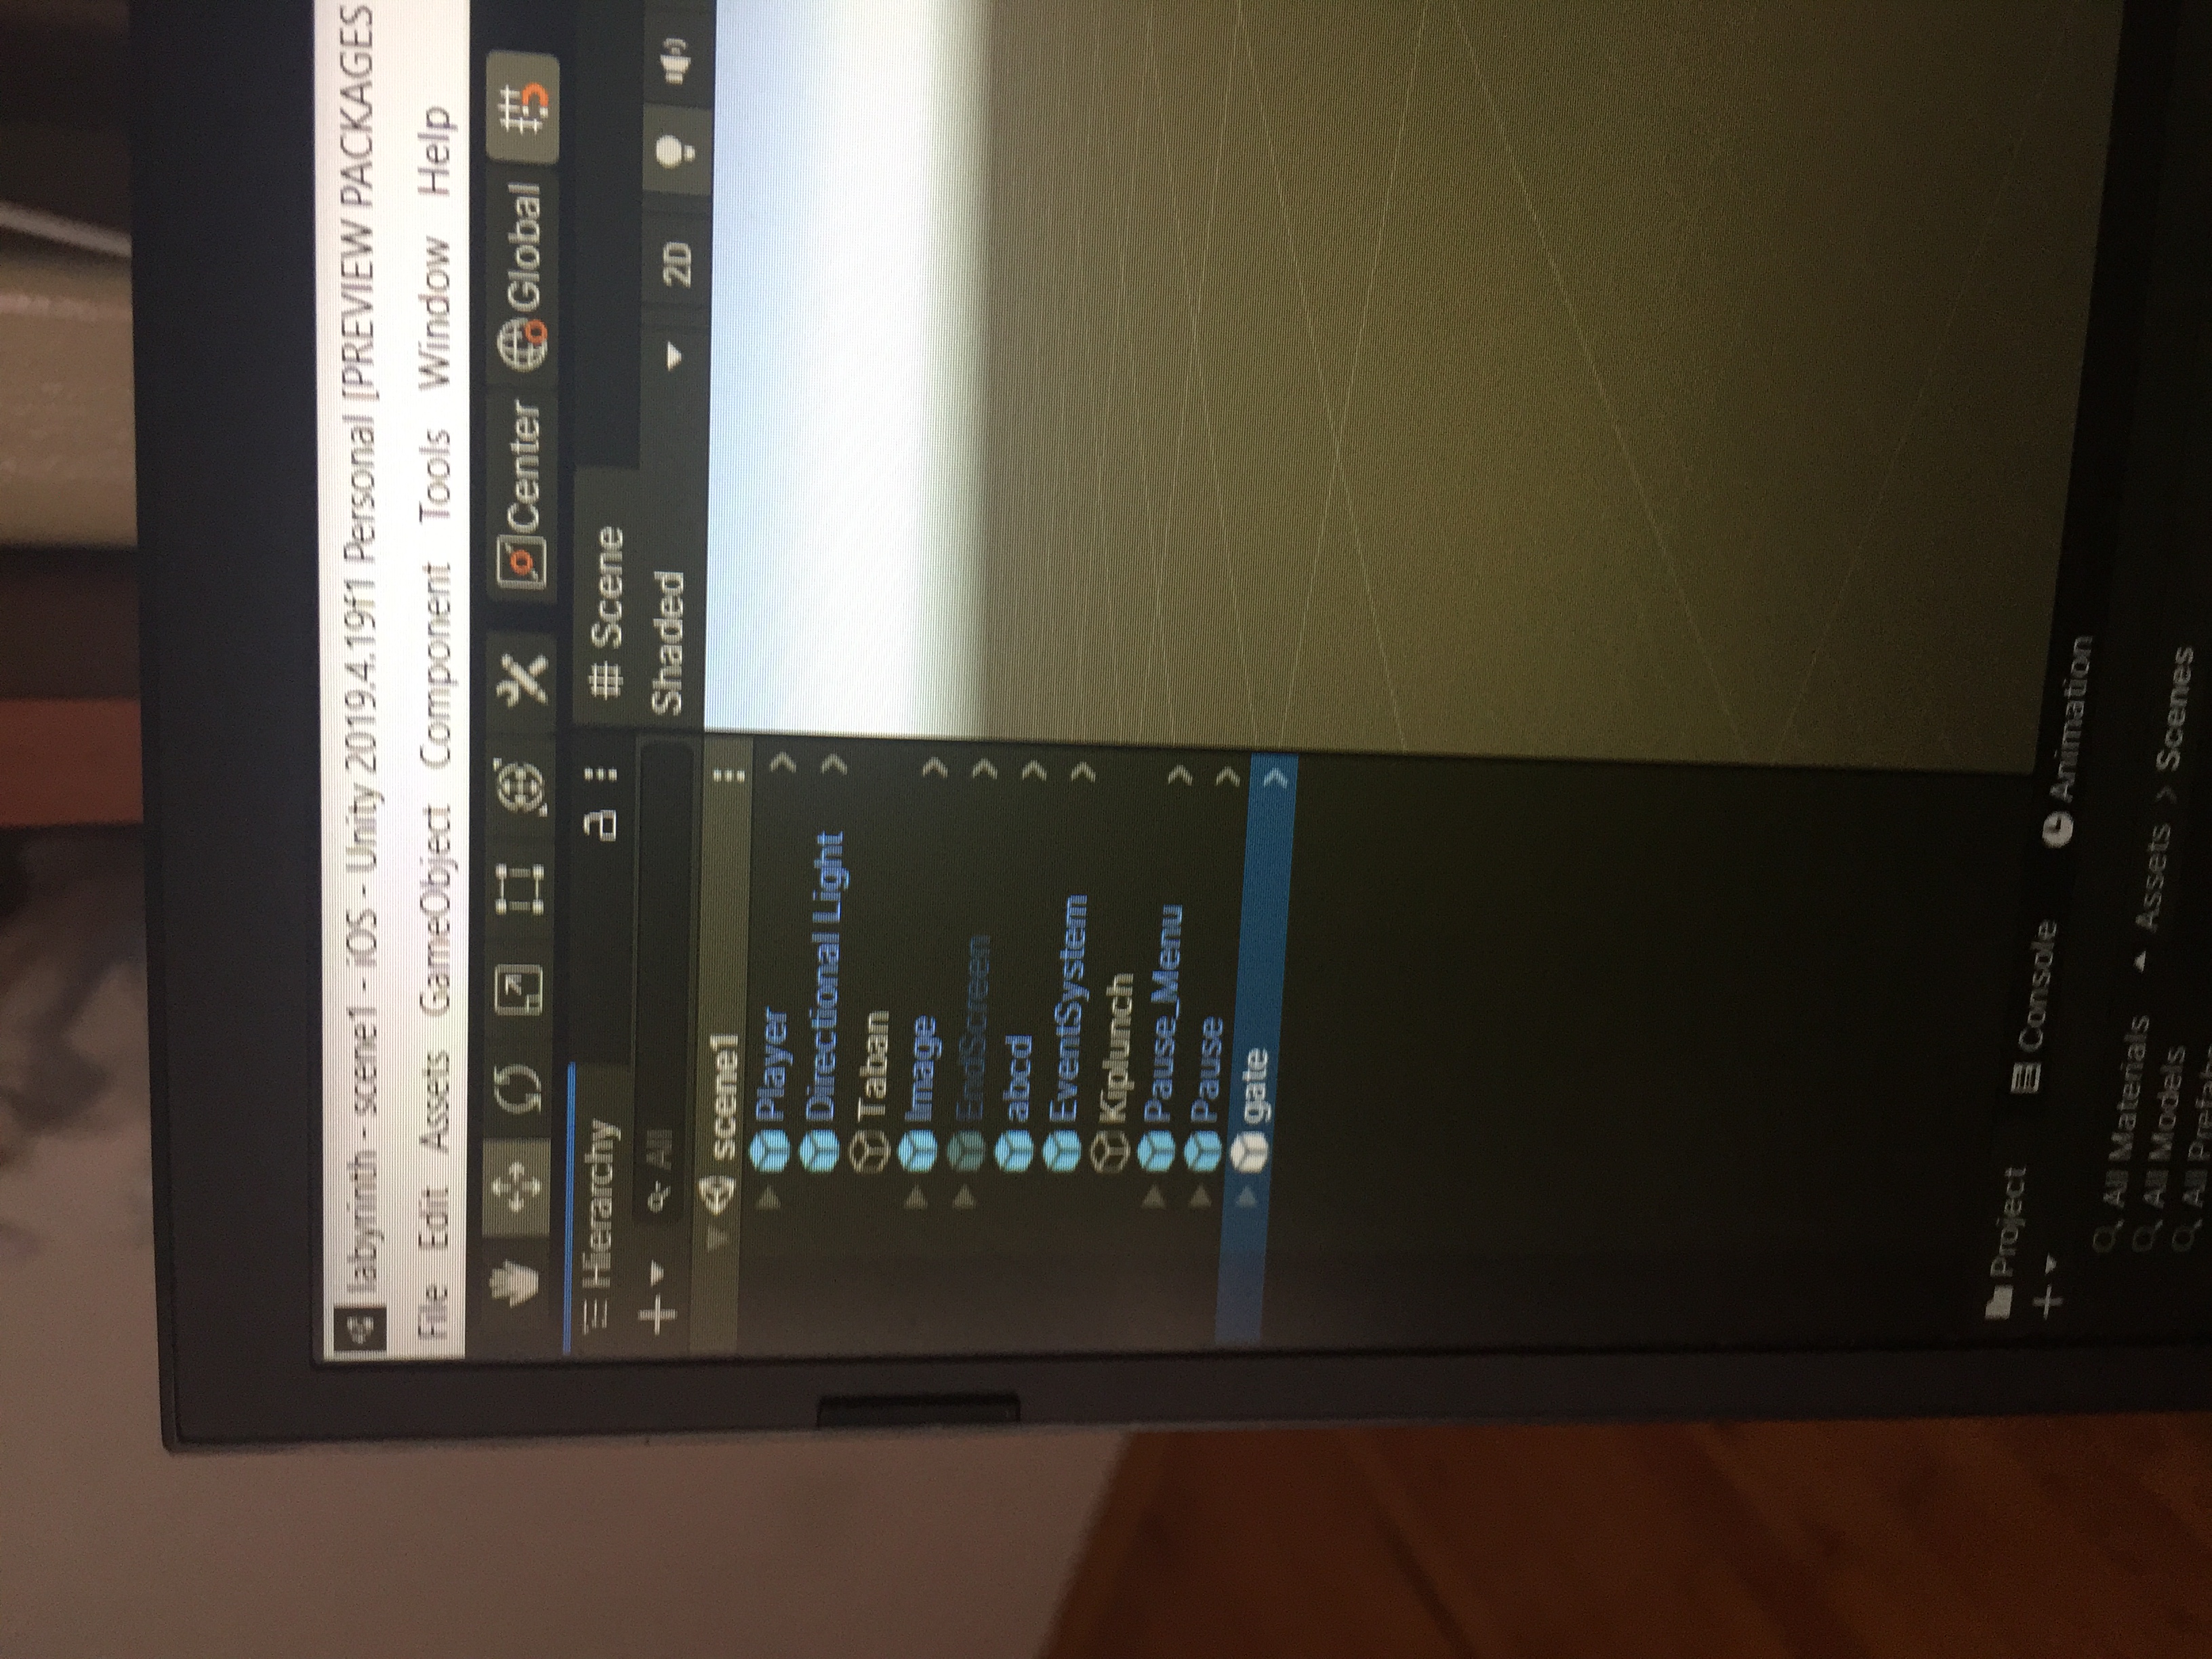 labyrinth - scene1 - iOS - Unity 2019.4.19f1 Personal [PREVIEW PACKAGES
File Edit Assets GameObject Component Tools Window Help
Center Global
Hierarchy
All
Scene
Shaded 2D
scene1
Player
Directional Light
Taban
Image
EndScreen
abcd
EventSystem
Kiplunch
Pause_Menu
Pause
gate
Project Console Animation
All Materials
All Models
All Prefabs
Assets > Scenes